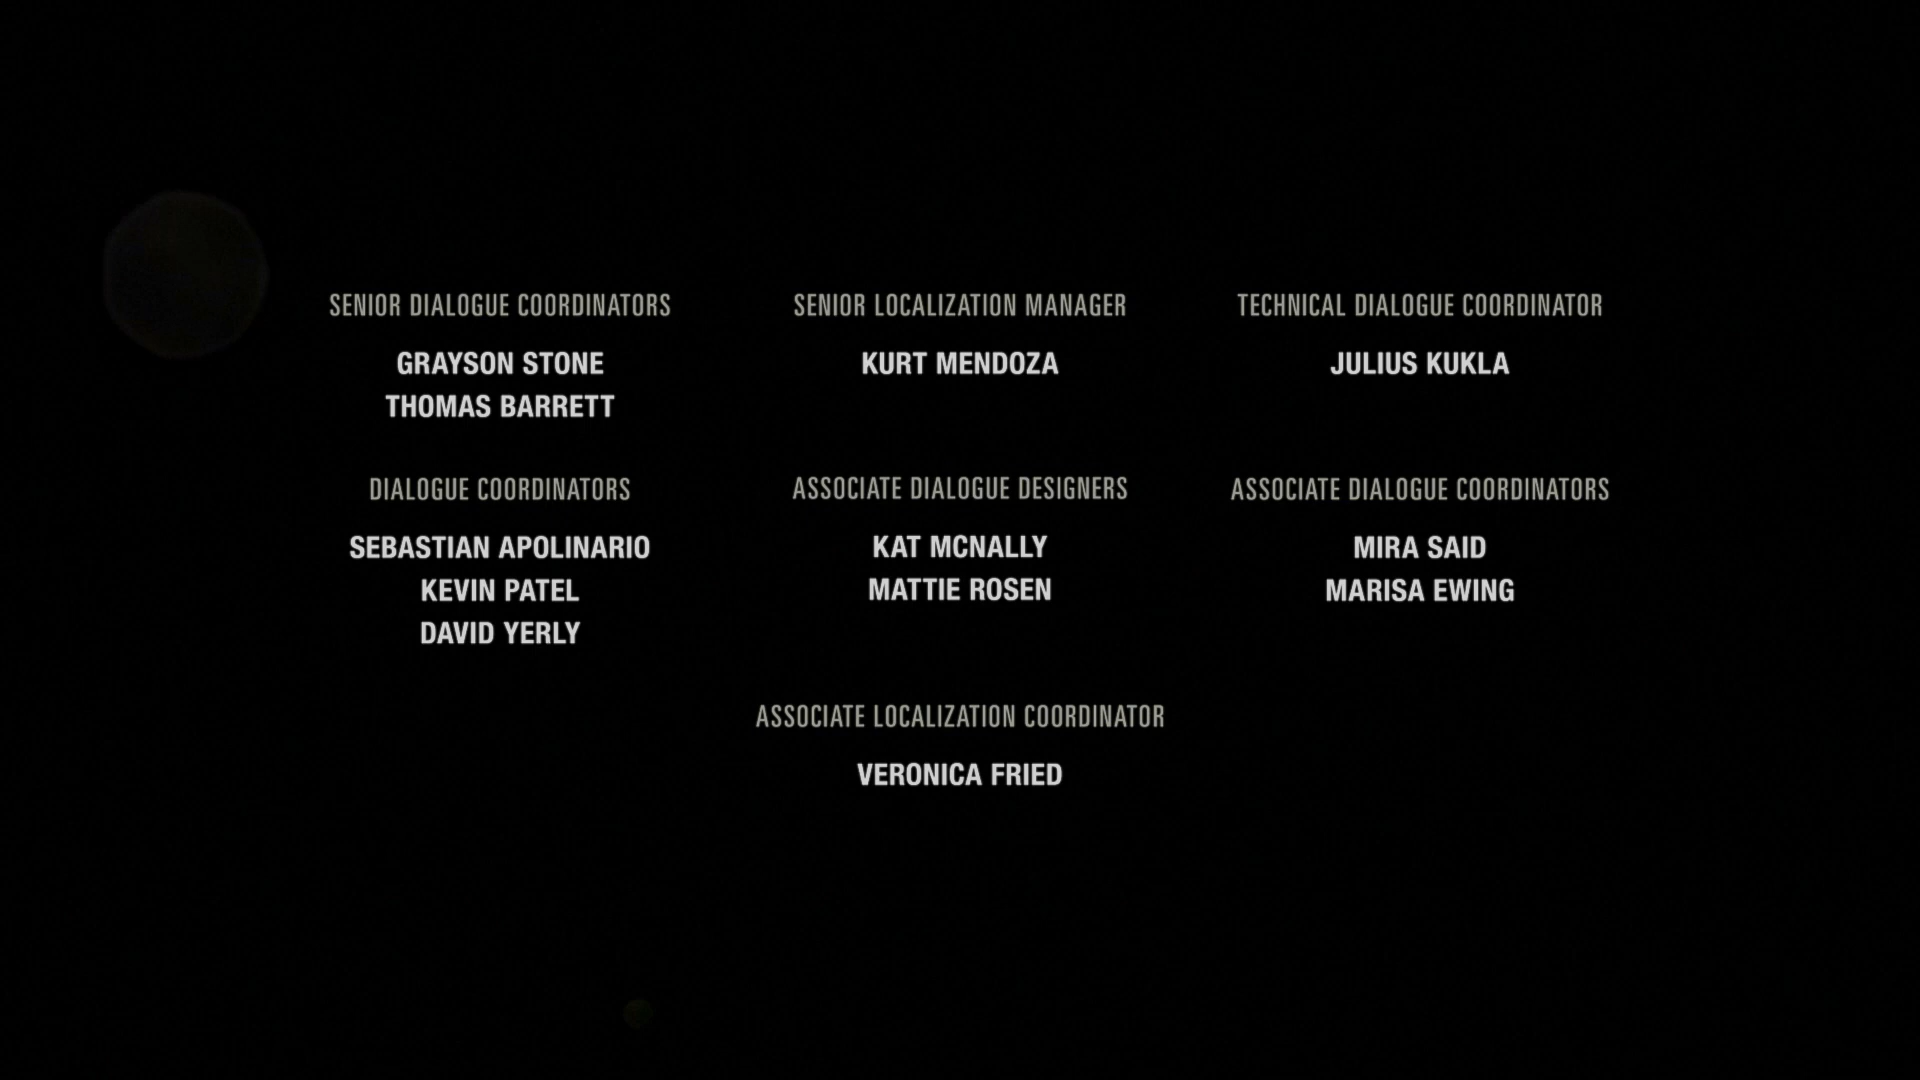 SENIOR DIALOGUE COORDINATORS
GRAYSON STONE
THOMAS BARRETT
SENIOR LOCALIZATION MANAGER
KURT MENDOZA
TECHNICAL DIALOGUE COORDINATOR
JULIUS KUKLA
DIALOGUE COORDINATORS
SEBASTIAN APOLINARIO
KEVIN PATEL
DAVID YERLY
ASSOCIATE DIALOGUE DESIGNERS
KAT MCNALLY
MATTIE ROSEN
ASSOCIATE DIALOGUE COORDINATORS
MIRA SAID
MARISA EWING
ASSOCIATE LOCALIZATION COORDINATOR
VERONICA FRIED